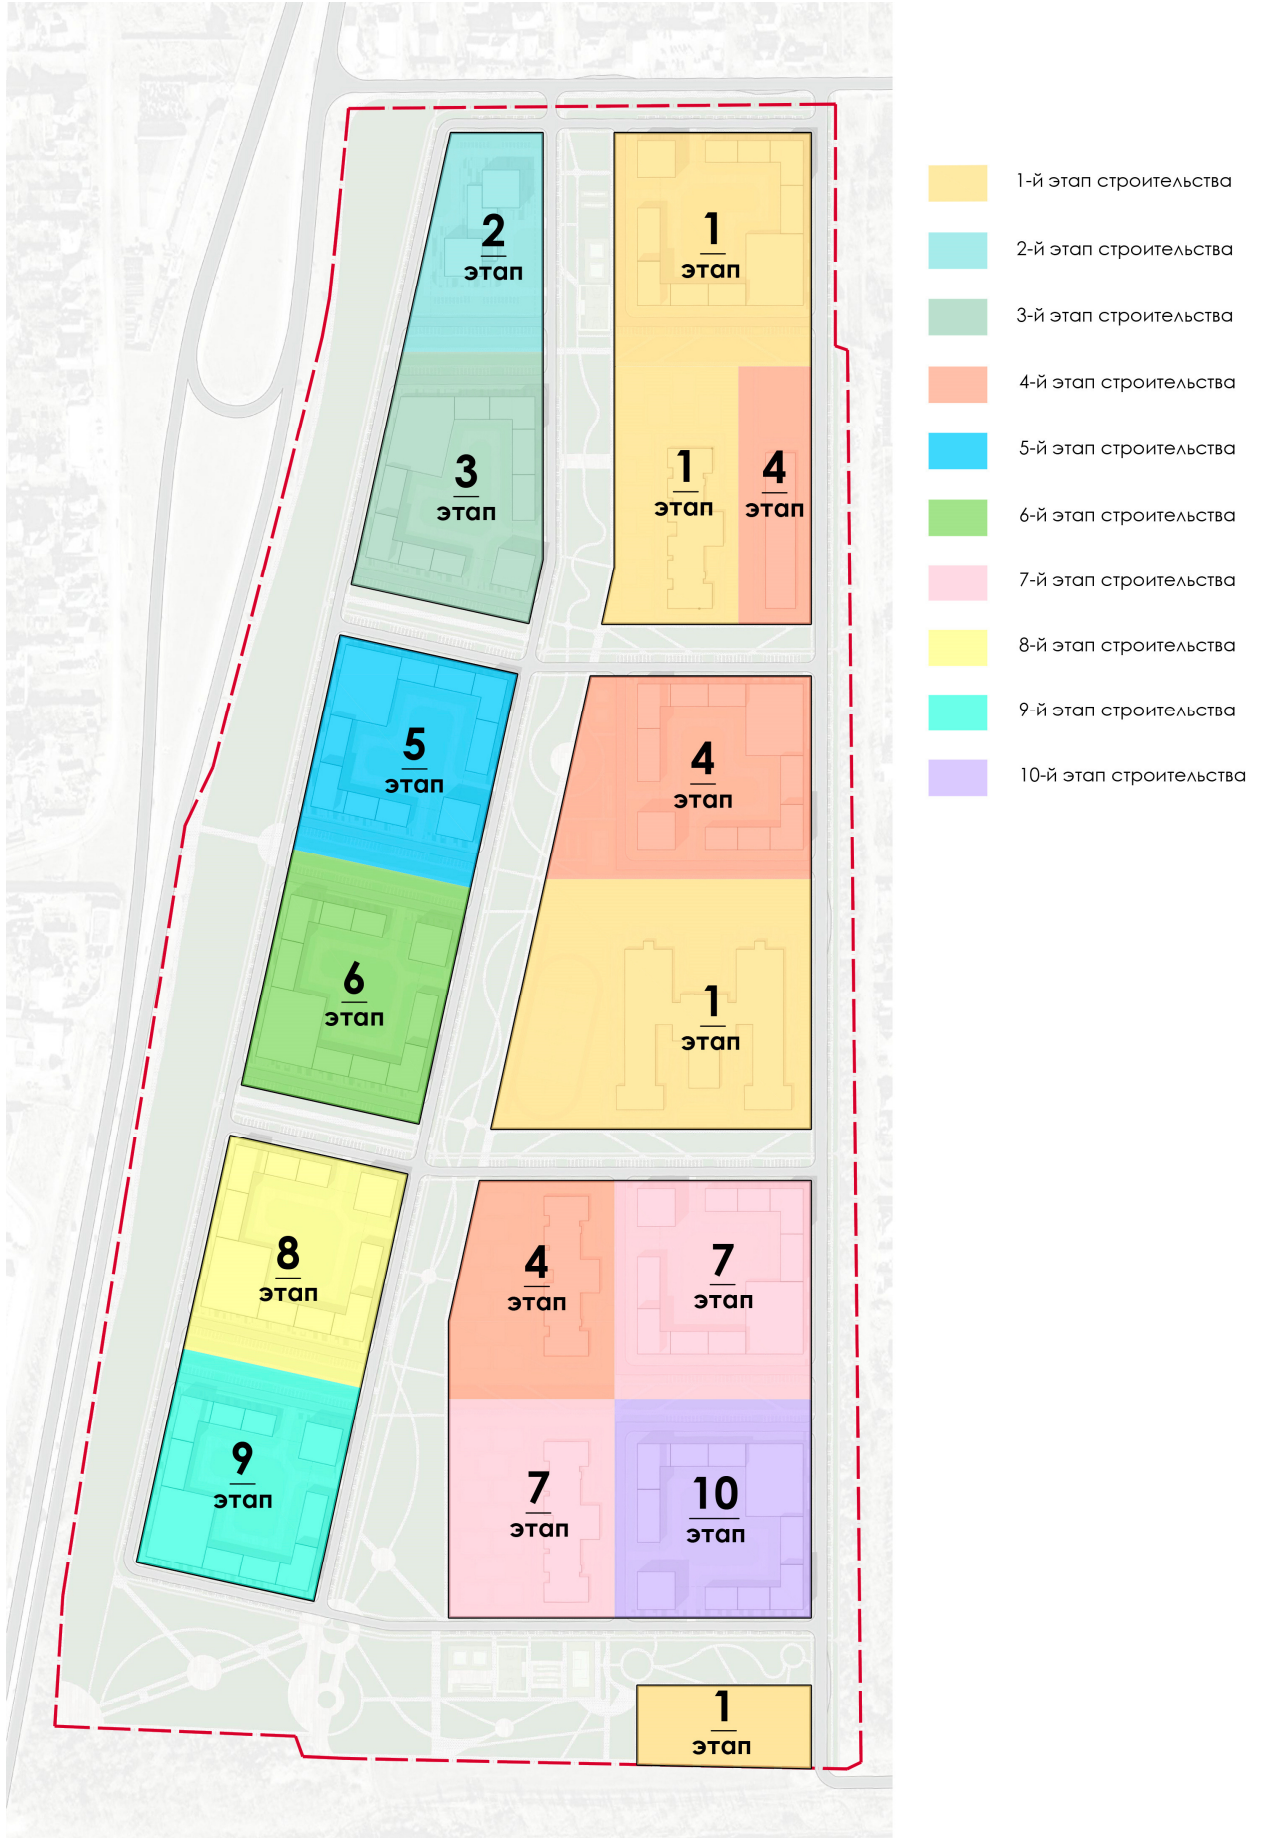 2
этап
1
этап
3
этап
1
этап
4
этап
5
этап
4
этап
6
этап
1
этап
8
этап
4
этап
7
этап
9
этап
7
этап
10
этап
1
этап
1-й этап строительства
2-й этап строительства
3-й этап строительства
4-й этап строительства
5-й этап строительства
6-й этап строительства
7-й этап строительства
8-й этап строительства
9-й этап строительства
10-й этап строительства